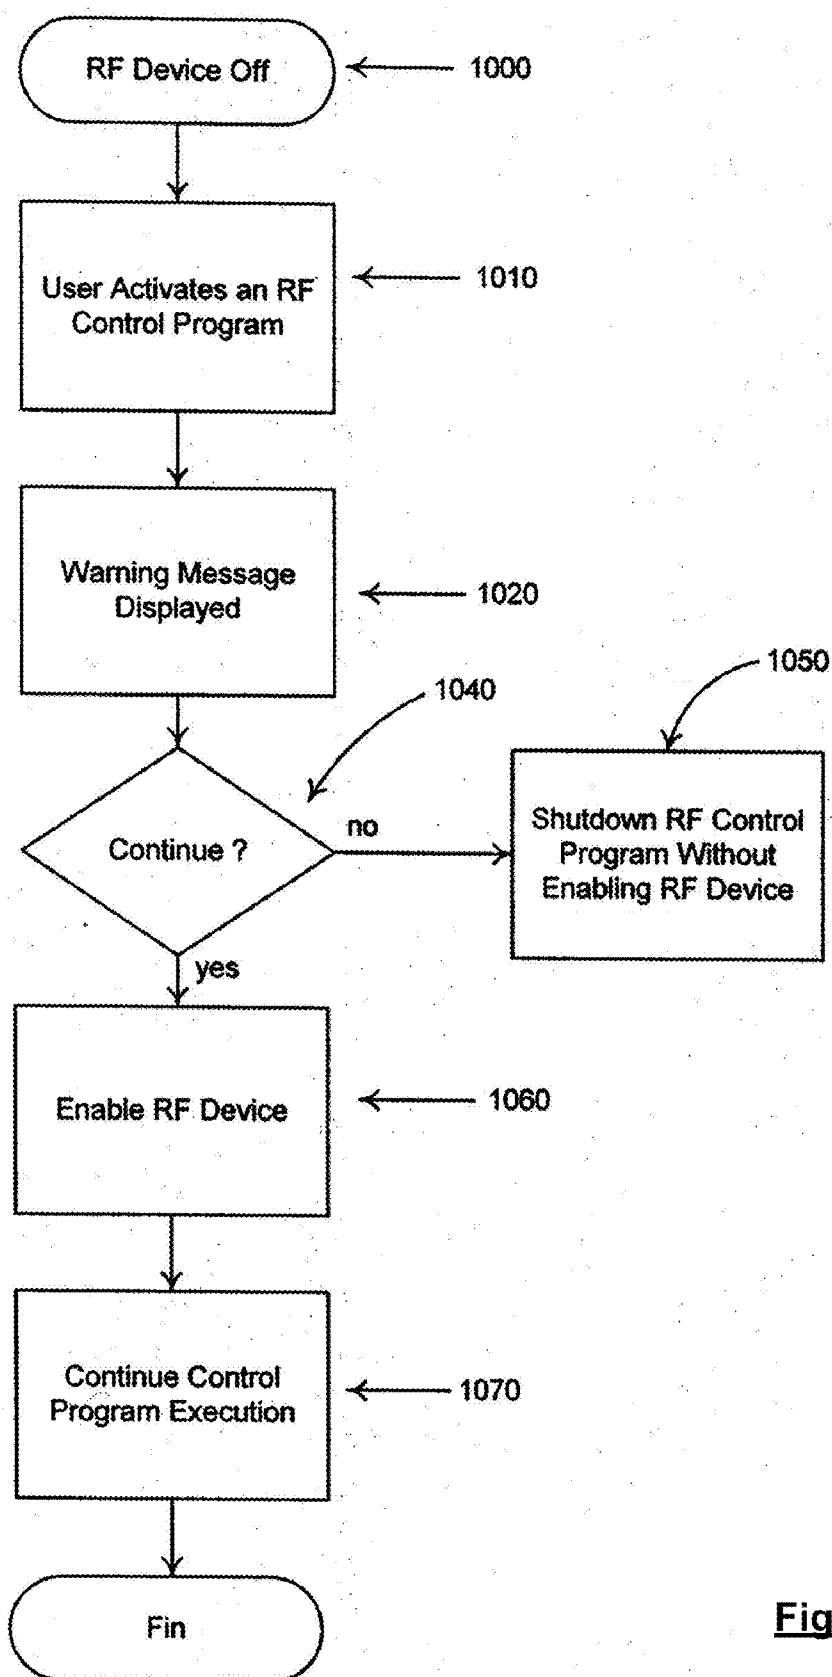 RF Device Off
1000
User Activates an RF
Control Program
1010
Warning Message
Displayed
1020
1050
1040
Continue ?
no
Shutdown RF Control
Program Without
Enabling RF Device
yes
Enable RF Device
1060
Continue Control
Program Execution
1070
Fin
Fig